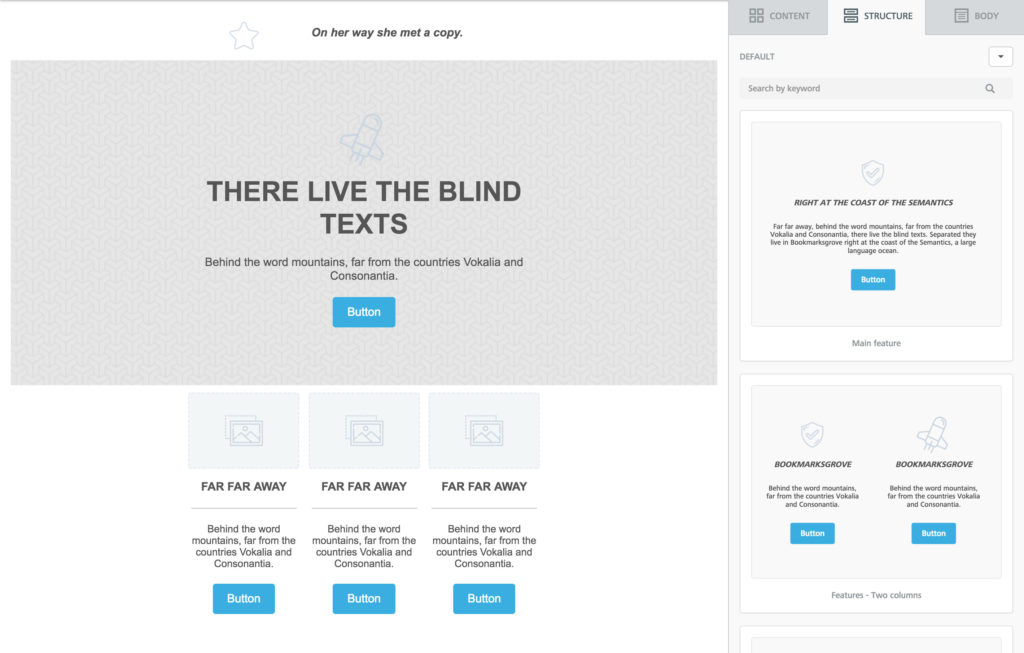 On her way she met a copy.
THERE LIVE THE BLIND
TEXTS
Behind the word mountains, far from the countries Vokalia and
Consonantia.
Button
FAR FAR AWAY
Behind the word
mountains, far from the
countries Vokalia and
Consonantia.
Button
FAR FAR AWAY
Behind the word
mountains, far from the
countries Vokalia and
Consonantia.
Button
FAR FAR AWAY
Behind the word
mountains, far from the
countries Vokalia and
Consonantia.
Button
CONTENT
STRUCTURE
BODY
DEFAULT
Search by keyword
RIGHT AT THE COAST OF THE SEMANTICS
Far far away, behind the word mountains, far from the countries
Vokalia and Consonantia, there live the blind texts. Separated they
live in Bookmarksgrove right at the coast of the Semantics, a large
language ocean.
Button
Main feature
BOOKMARKSGROVE
Behind the word mountains,
far from the countries Vokalia
and Consonantia.
Button
BOOKMARKSGROVE
Behind the word mountains,
far from the countries Vokalia
and Consonantia.
Button
Features - Two columns